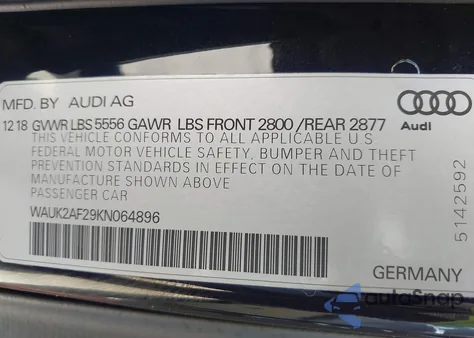 MFD. BY AUDI AG
12 18 GVWR LBS 5556 GAWR LBS FRONT 2800 /REAR 2877
THIS VEHICLE CONFORMS TO ALL APPLICABLE U S
FEDERAL MOTOR VEHICLE SAFETY, BUMPER AND THEFT
PREVENTION STANDARDS IN EFFECT ON THE DATE OF
MANUFACTURE SHOWN ABOVE
PASSENGER CAR
WAUK2AF29KN064896
Audi
5142592
GERMANY
autoSnap